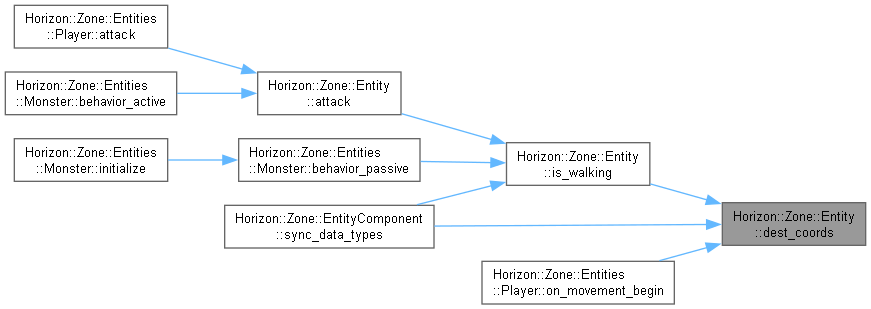 Horizon::Zone::Entities
::Player::attack
Horizon::Zone::Entities
::Monster::behavior_active
Horizon::Zone::Entity
::attack
Horizon::Zone::Entities
::Monster::initialize
Horizon::Zone::Entities
::Monster::behavior_passive
Horizon::Zone::Entity
::is_walking
Horizon::Zone::EntityComponent
::sync_data_types
Horizon::Zone::Entity
::dest_coords
Horizon::Zone::Entities
::Player::on_movement_begin